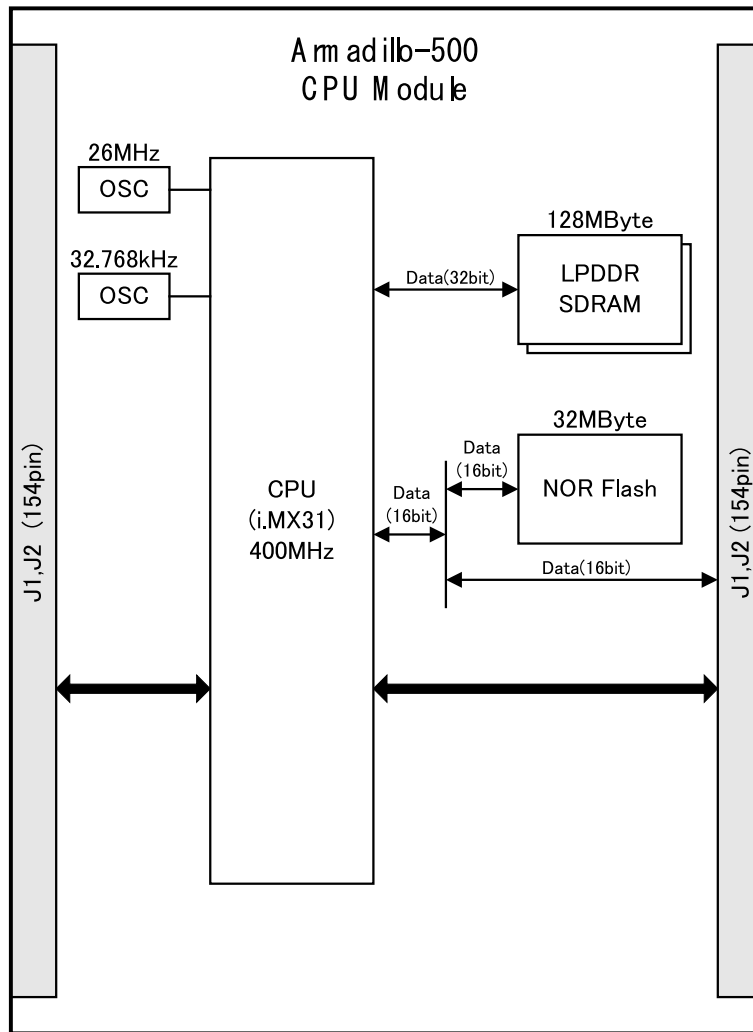 Armadillo-500
CPU Module
26MHz
OSC
32.768kHz
OSC
128MByte
LPDDR
SDRAM
Data(32bit)
32MByte
NOR Flash
Data
(16bit)
Data
(16bit)
Data(16bit)
CPU
(i.MX31)
400MHz
J1,J2 (154pin)
J1,J2 (154pin)